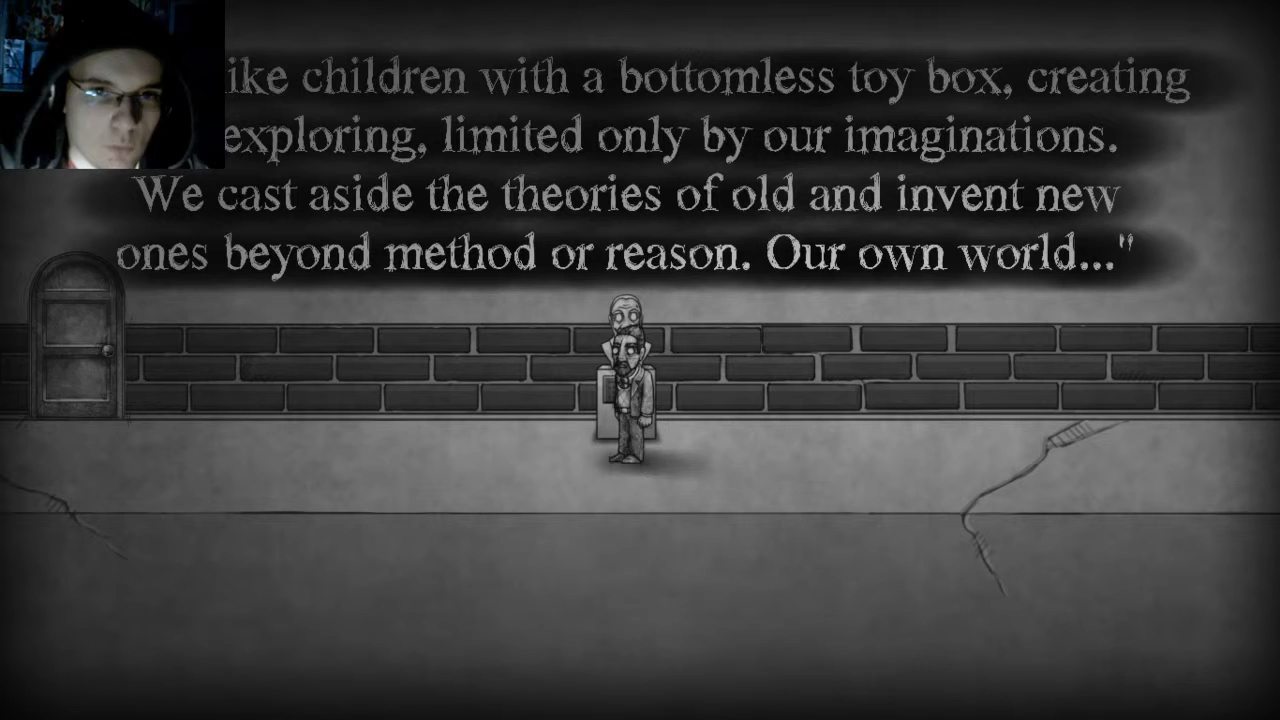 ike children with a bottomless toy box, creating
exploring, limited only by our imaginations.
We cast aside the theories of old and invent new
ones beyond method or reason. Our own world..."